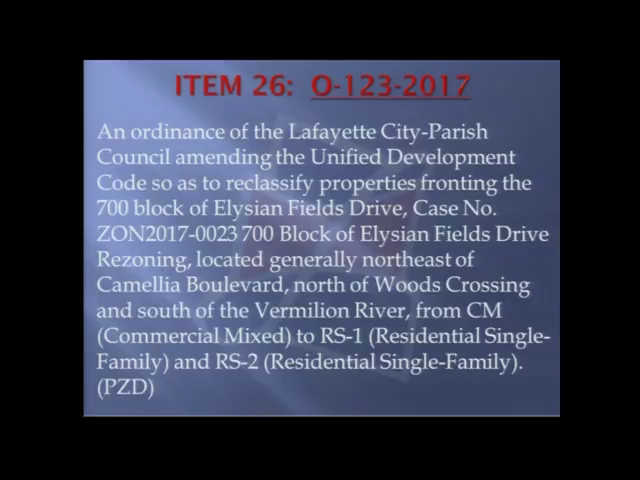 ITEM 26: O-123-2017
An ordinance of the Lafayette City-Parish
Council amending the Unified Development
Code so as to reclassify properties fronting the
700 block of Elysian Fields Drive, Case No.
ZON2017-0023 700 Block of Elysian Fields Drive
Rezoning, located generally northeast of
Camellia Boulevard, north of Woods Crossing
and south of the Vermilion River, from CM
(Commercial Mixed) to RS-1 (Residential Single-
Family) and RS-2 (Residential Single-Family).
(PZD)